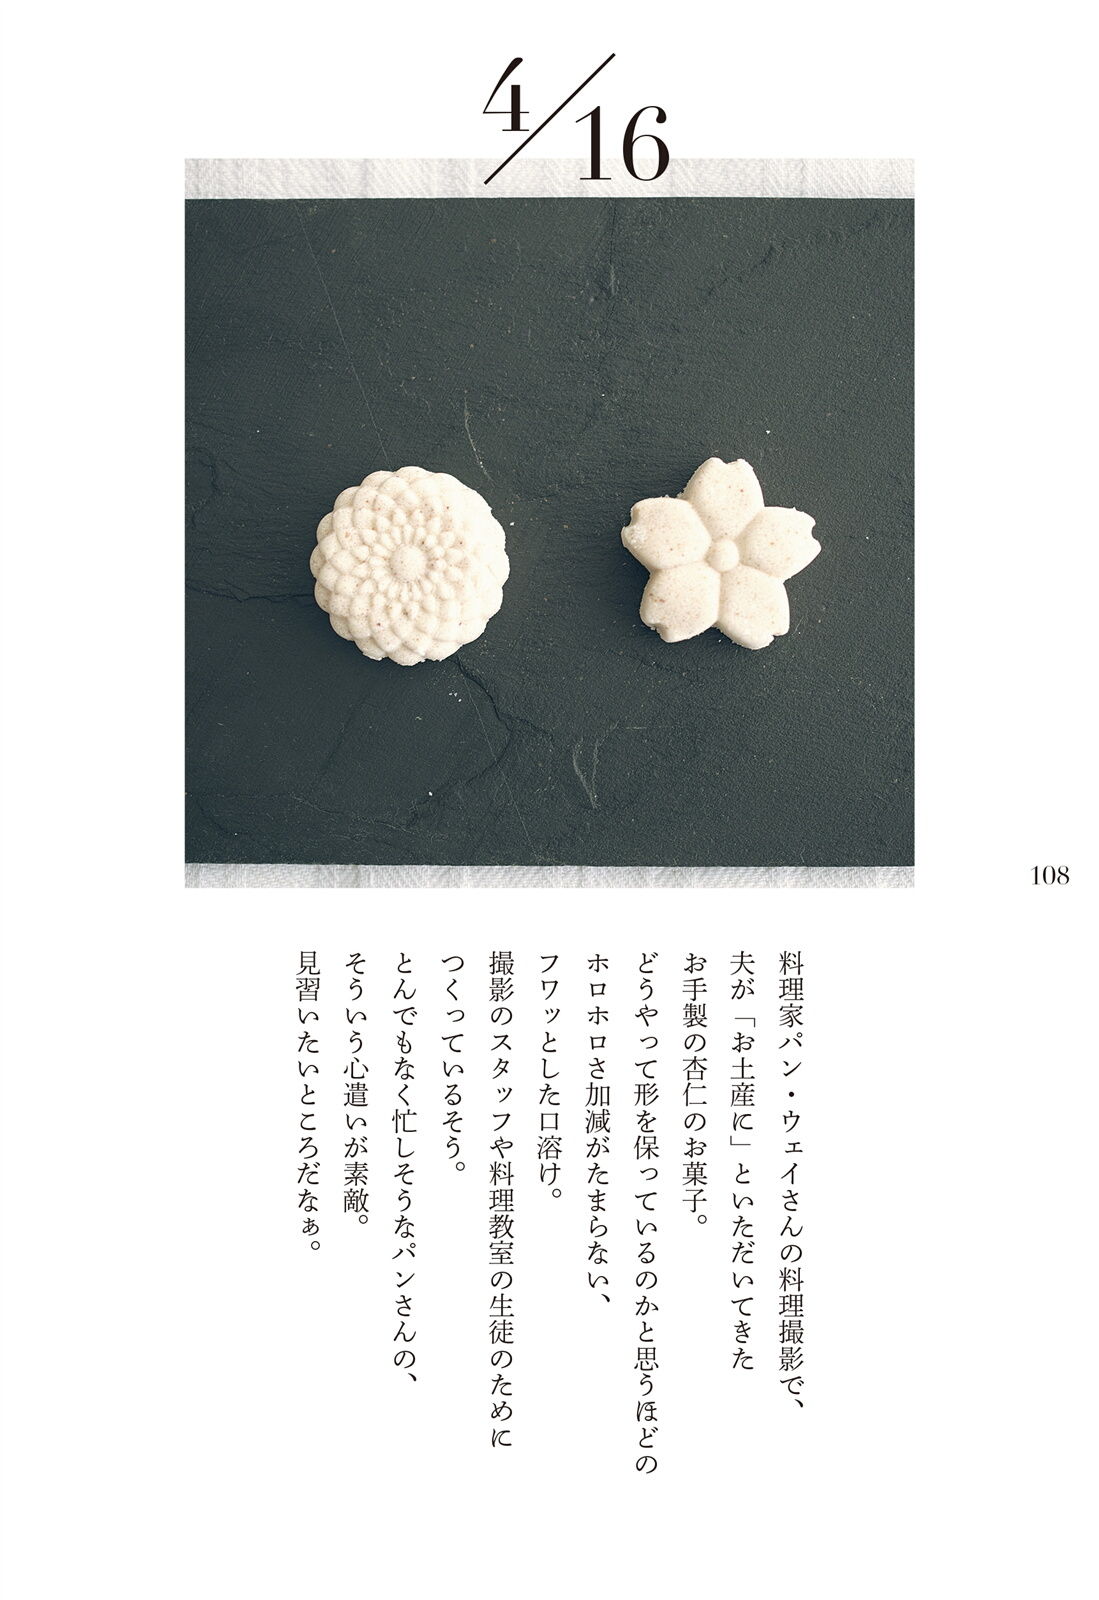 4/16
108
料理家パン・ウェイさんの料理撮影で、
夫が「お土産に」といただいてきた
お手製の杏仁のお菓子。
どうやって形を保っているのかと思うほどの
ホロホロさ加減がたまらない、
フワッとした口溶け。
撮影のスタッフや料理教室の生徒のために
つくっているそう。
とんでもなく忙しそうなパンさんの、
そういう心遣いが素敵。
見習いたいところだなぁ。